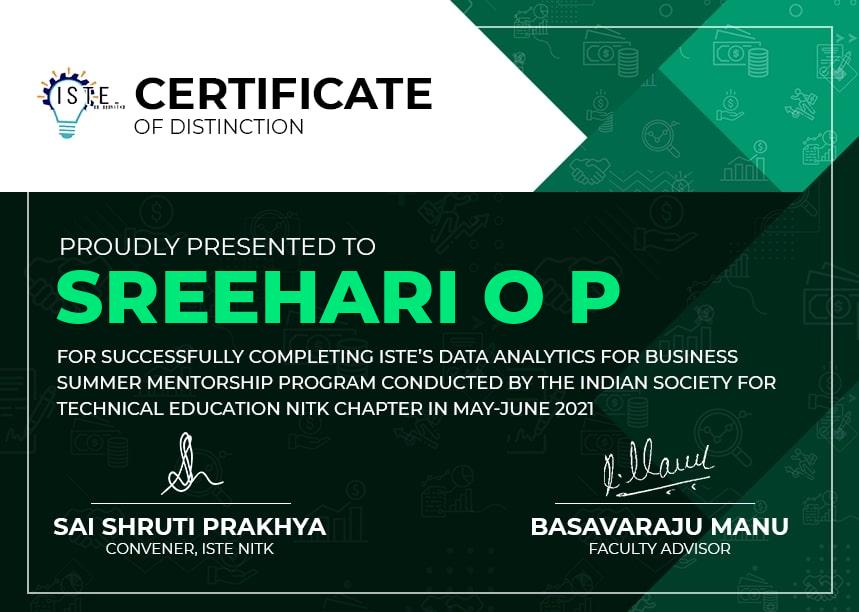 ISTE
CERTIFICATE
OF DISTINCTION
PROUDLY PRESENTED TO
SREEHARI O P
FOR SUCCESSFULLY COMPLETING ISTE'S DATA ANALYTICS FOR BUSINESS
SUMMER MENTORSHIP PROGRAM CONDUCTED BY THE INDIAN SOCIETY FOR
TECHNICAL EDUCATION NITK CHAPTER IN MAY-JUNE 2021
SAI SHRUTI PRAKHYA
CONVENER, ISTE NITK
BASAVARAJU MANU
FACULTY ADVISOR